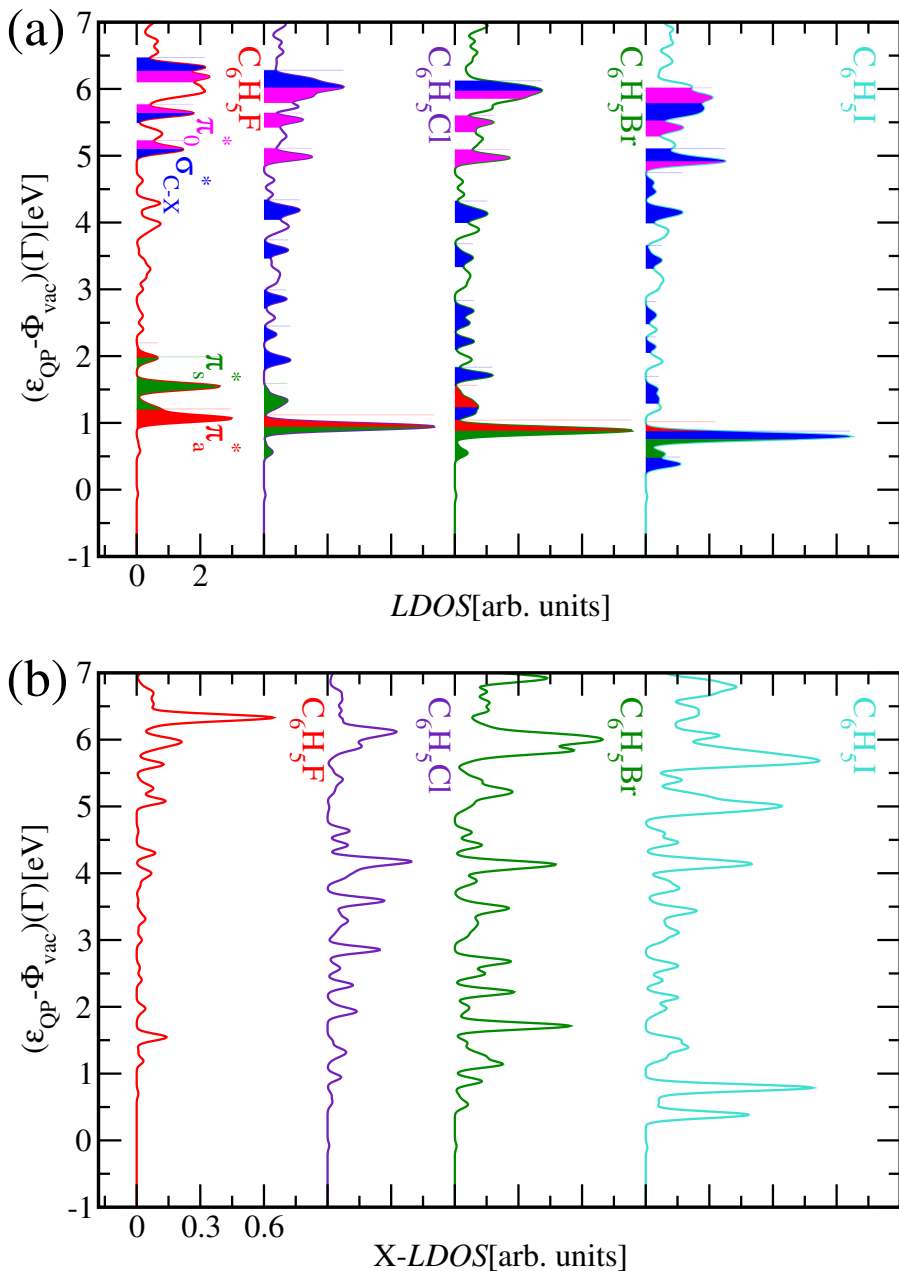 (a)
7
6
5
4
3
2
1
0
-1
(εQP-Φvac)(Γ)[eV]
C6H5F
C6H5Cl
C6H5Br
C6H5I
π0*
σC-X*
πs*
πa*
0 2
LDOS[arb. units]
(b)
7
6
5
4
3
2
1
0
-1
(εQP-Φvac)(Γ)[eV]
C6H5F
C6H5Cl
C6H5Br
C6H5I
0 0.3 0.6
X-LDOS[arb. units]